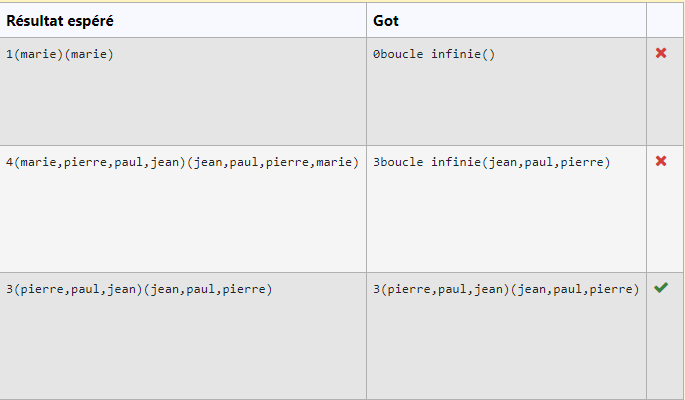 Résultat espéré Got
1(marie)(marie) 0boucle infinie()
4(marie,pierre,paul,jean)(jean,paul,pierre,marie) 3boucle infinie(jean,paul,pierre)
3(pierre,paul,jean)(jean,paul,pierre) 3(pierre,paul,jean)(jean,paul,pierre)